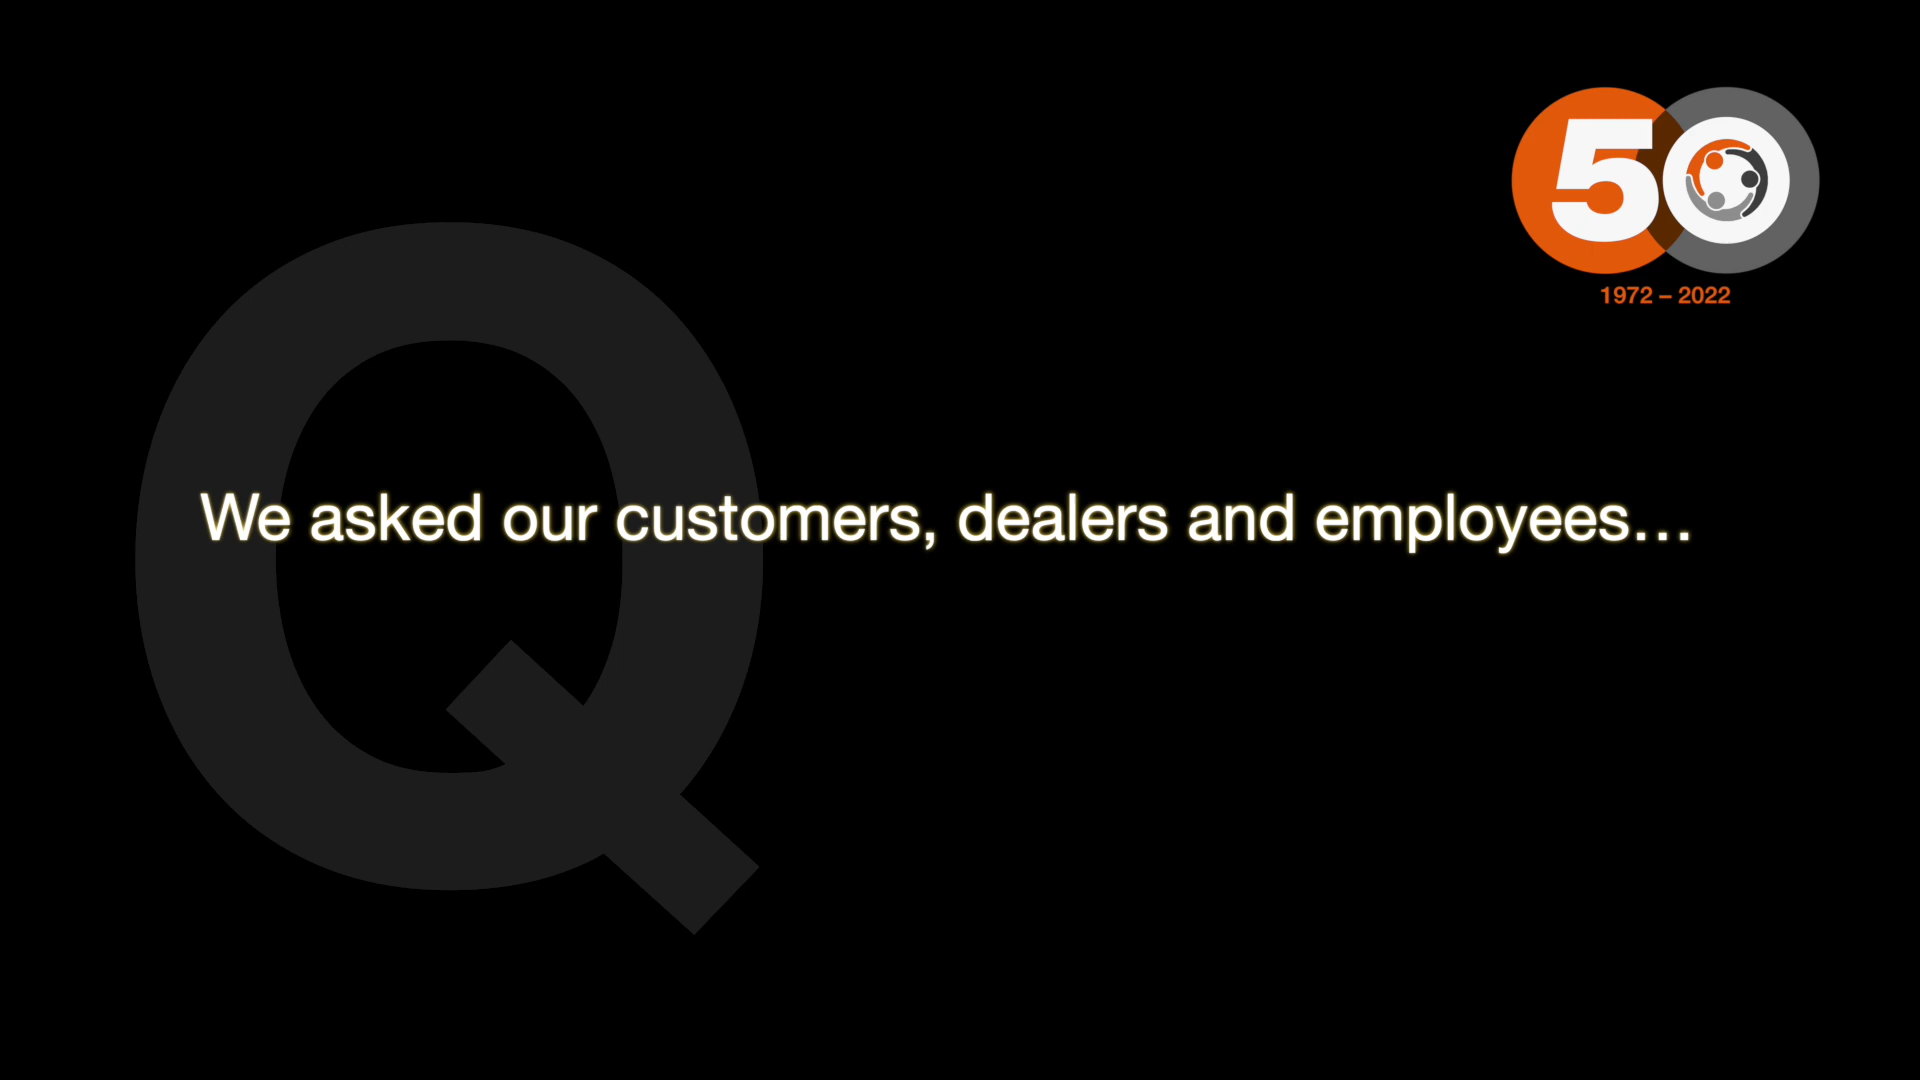 50
1972 – 2022
Q
We asked our customers, dealers and employees…